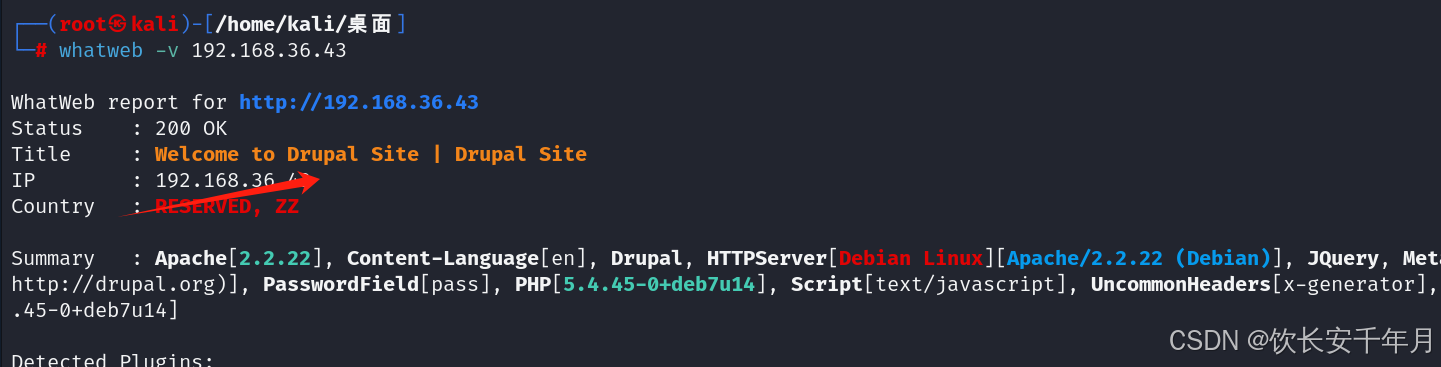 (root㉿kali)-[/home/kali/桌面]
# whatweb -v 192.168.36.43
WhatWeb report for http://192.168.36.43
Status    : 200 OK
Title     : Welcome to Drupal Site | Drupal Site
IP        : 192.168.36.43
Country   : RESERVED, ZZ
Summary   : Apache[2.2.22], Content-Language[en], Drupal, HTTPServer[Debian Linux][Apache/2.2.22 (Debian)], JQuery, Met
http://drupal.org)], PasswordField[pass], PHP[5.4.45-0+deb7u14], Script[text/javascript], UncommonHeaders[x-generator],
.45-0+deb7u14]
Detected Plugins:
CSDN @饮长安千年月